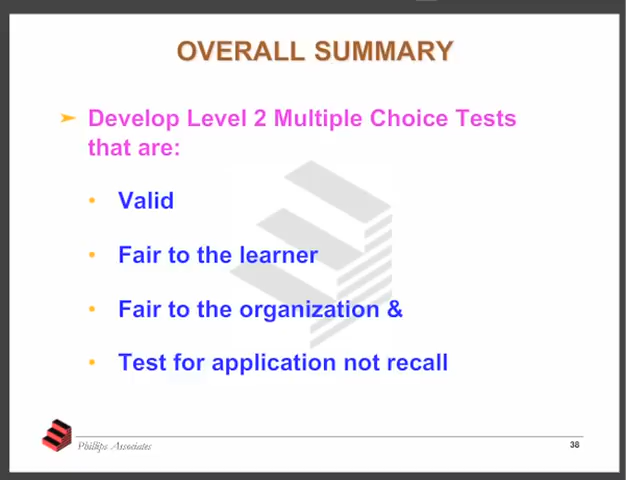 OVERALL SUMMARY
➢ Develop Level 2 Multiple Choice Tests
that are:
• Valid
• Fair to the learner
• Fair to the organization &
• Test for application not recall
Phillips Associates
38